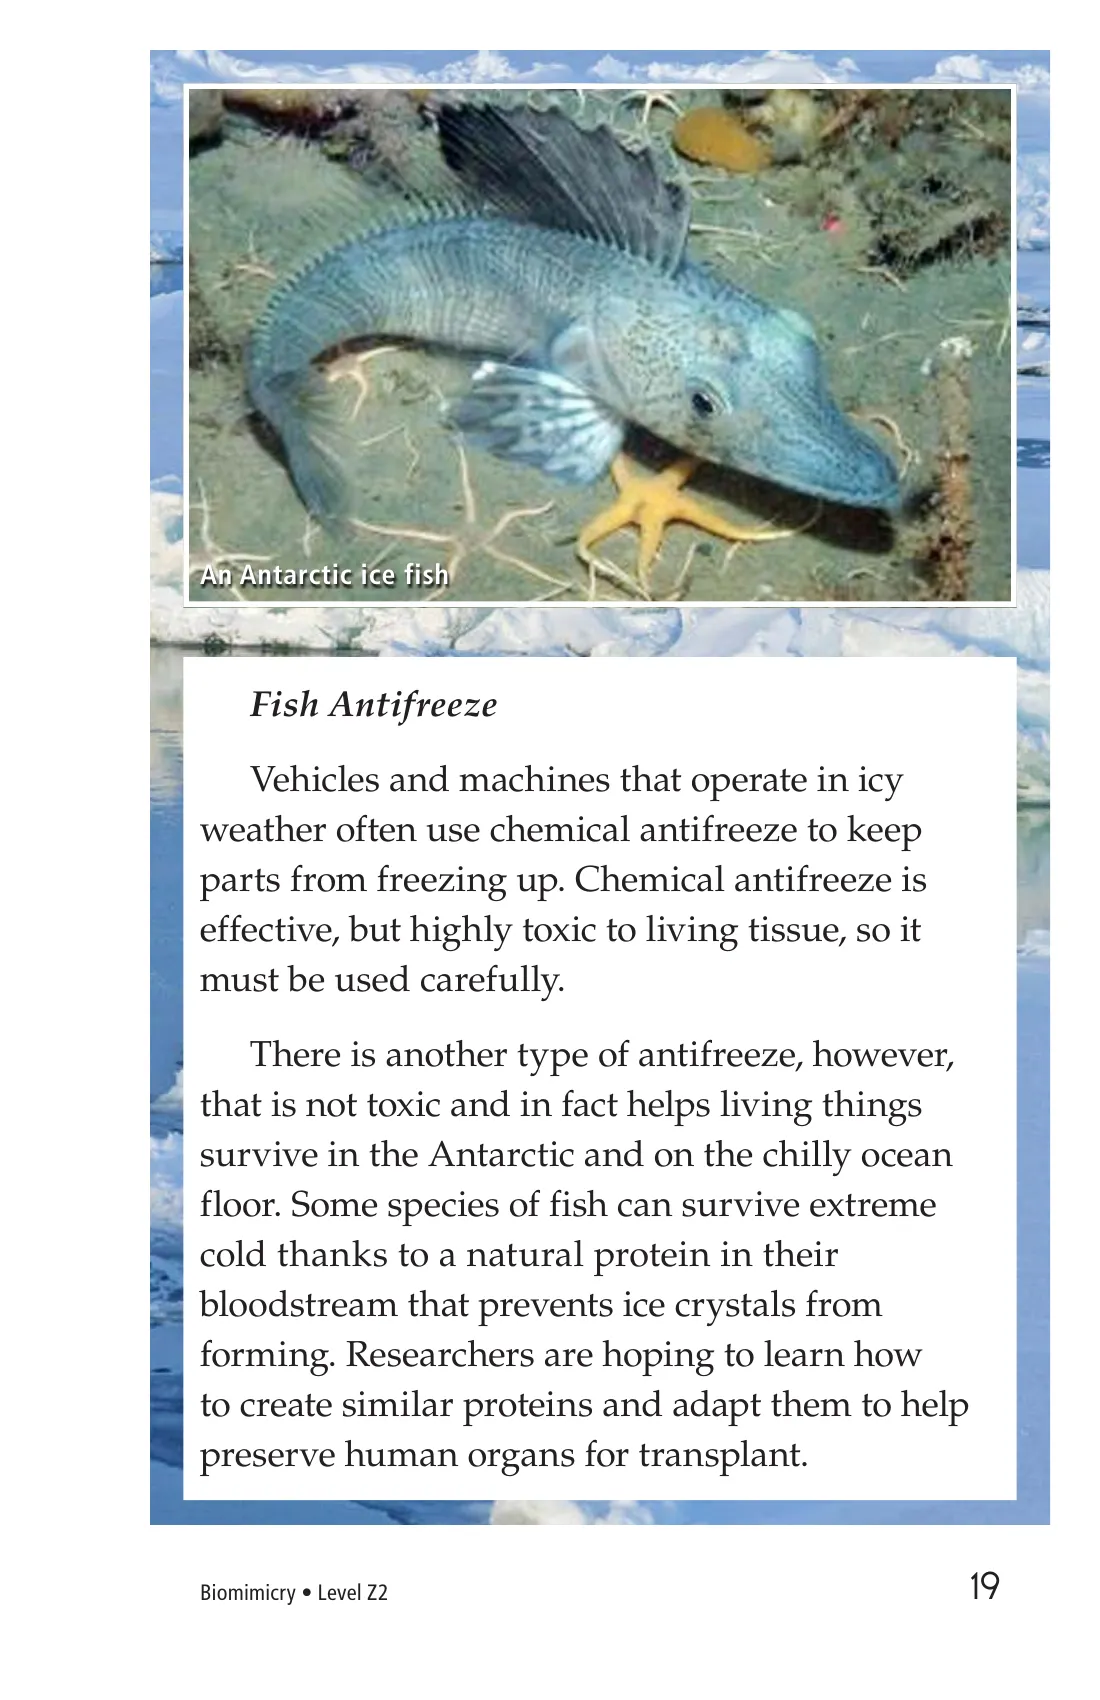 An Antarctic ice fish
Fish Antifreeze
Vehicles and machines that operate in icy
weather often use chemical antifreeze to keep
parts from freezing up. Chemical antifreeze is
effective, but highly toxic to living tissue, so it
must be used carefully.
There is another type of antifreeze, however,
that is not toxic and in fact helps living things
survive in the Antarctic and on the chilly ocean
floor. Some species of fish can survive extreme
cold thanks to a natural protein in their
bloodstream that prevents ice crystals from
forming. Researchers are hoping to learn how
to create similar proteins and adapt them to help
preserve human organs for transplant.
Biomimicry • Level Z2
19